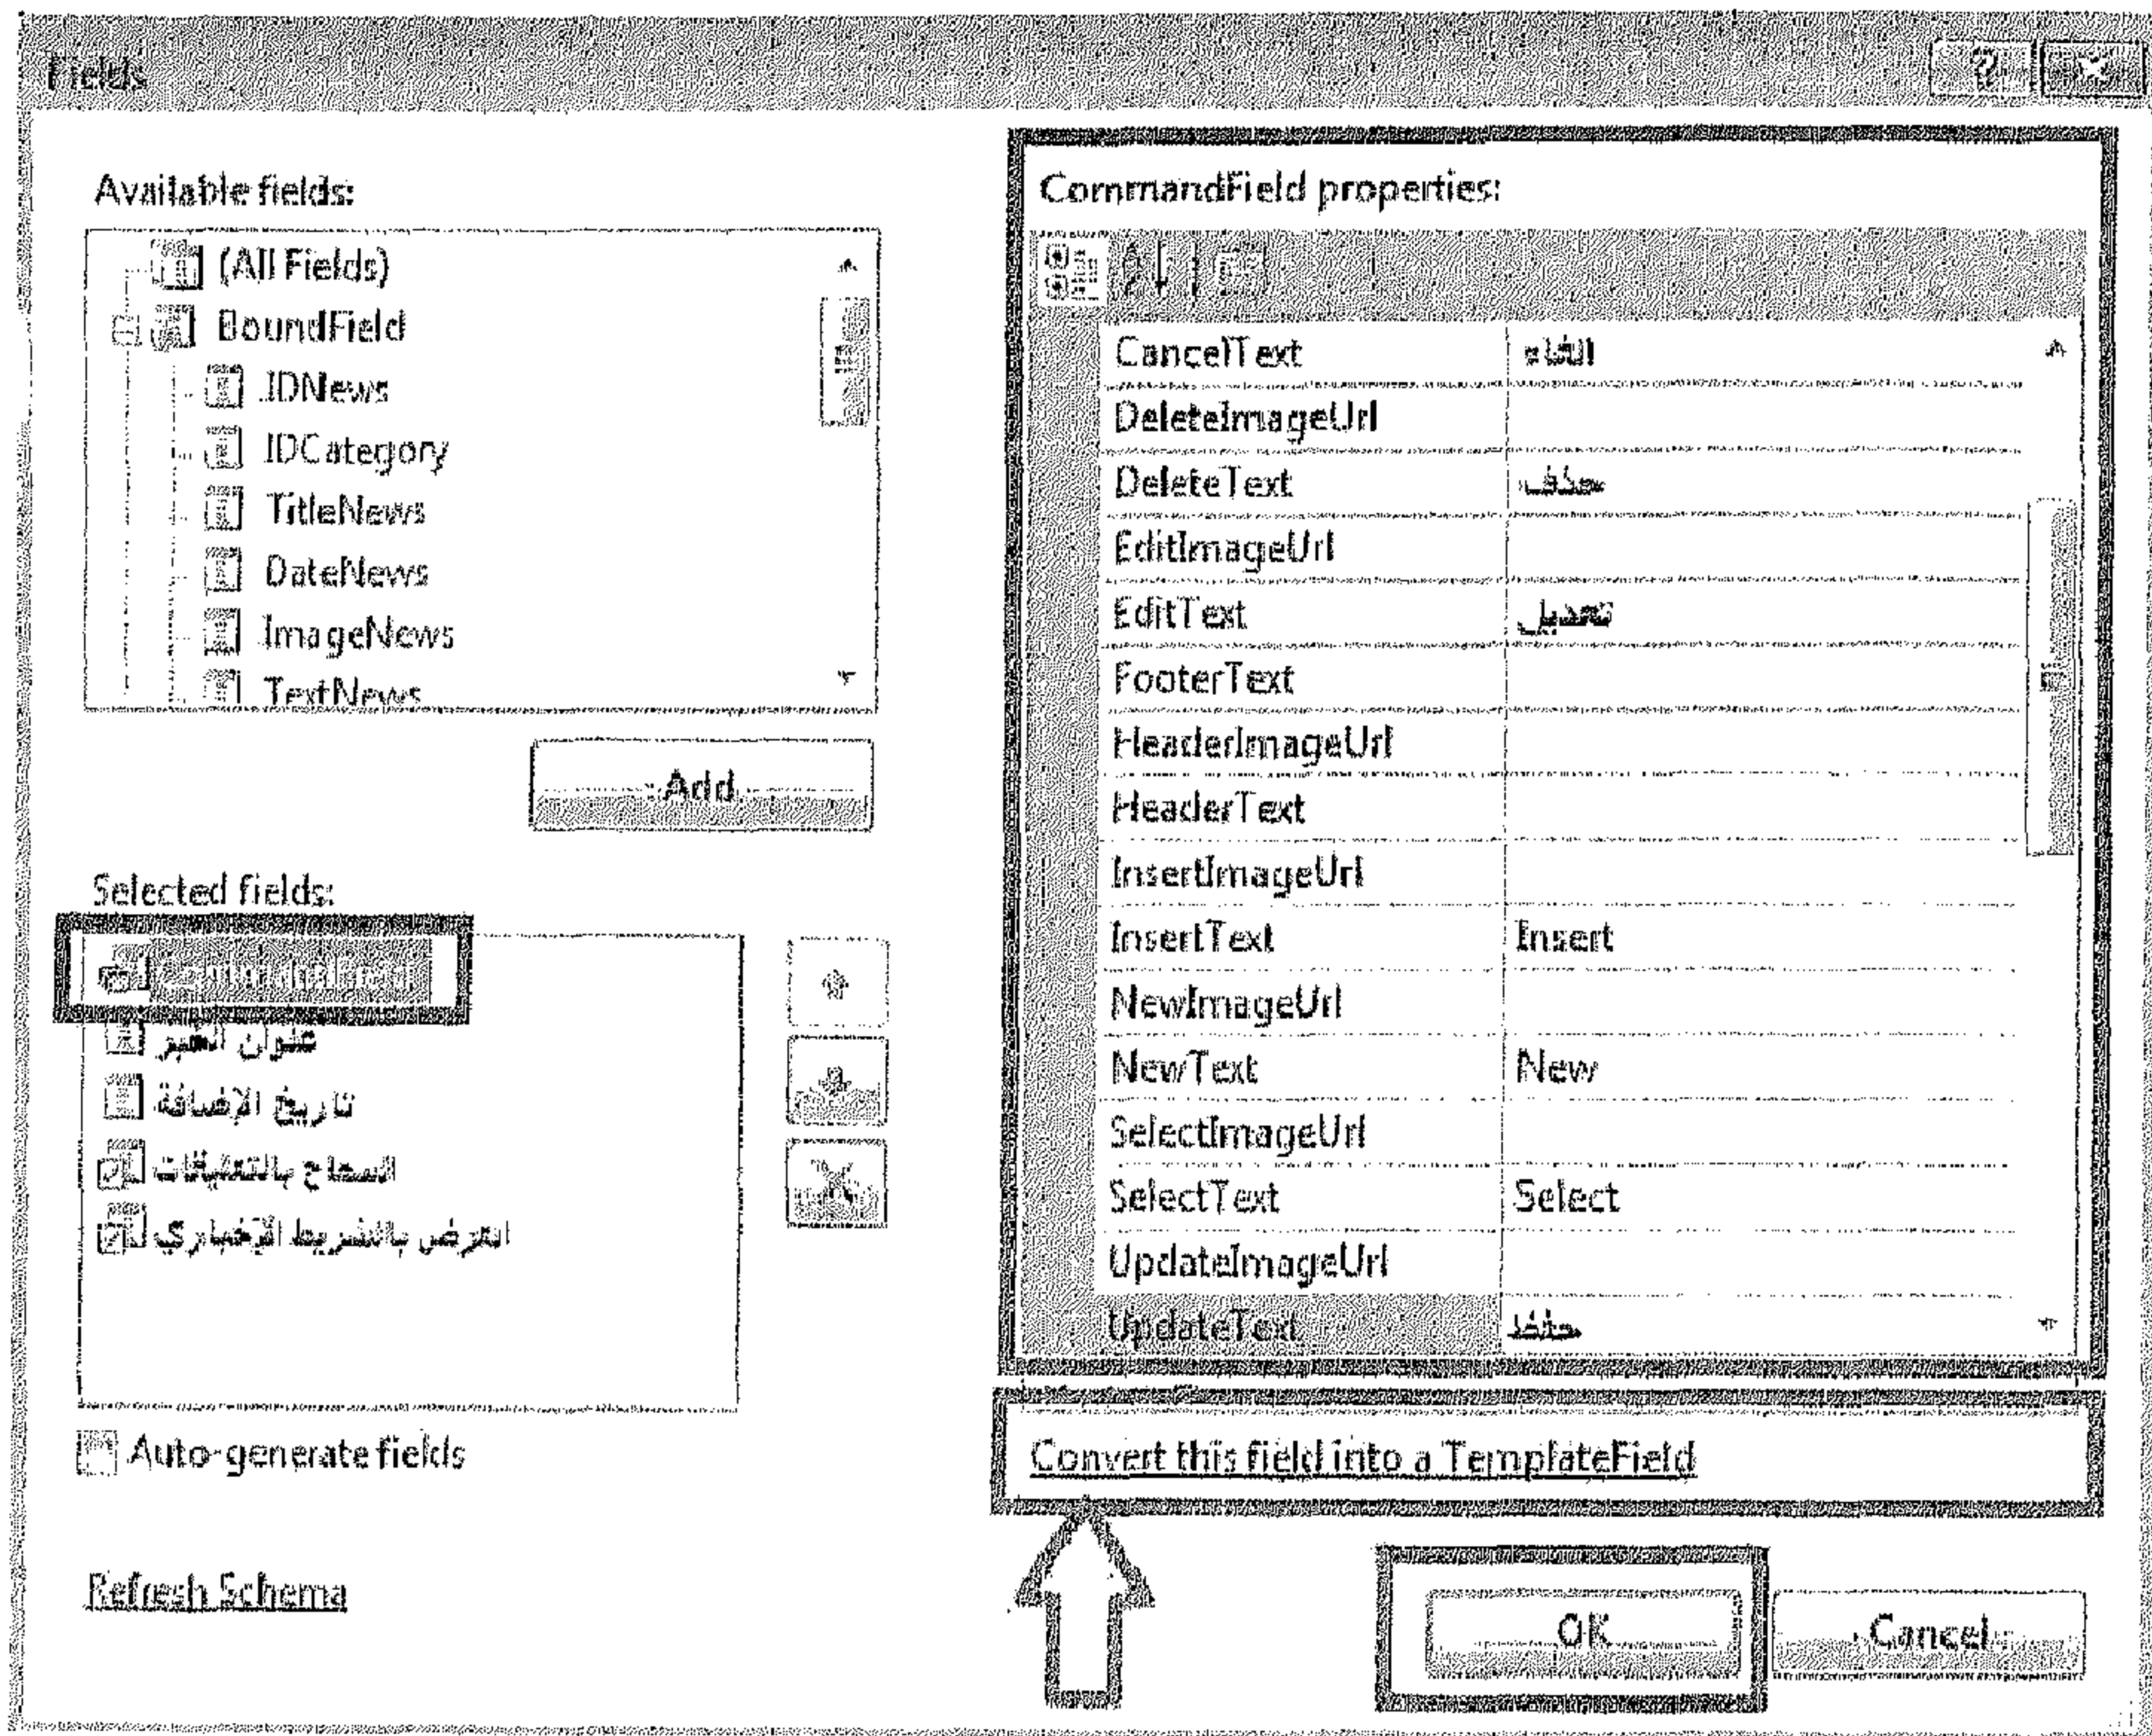 Fields
Available fields:
(All Fields)
BoundField
IDNews
IDCategory
TitleNews
DateNews
ImageNews
TextNews
Add
Selected fields:
CommandField
عنوان الخبر
تاريخ الإضافة
السماح بالتعليقات
العرض بالشريط الإخباري
Auto-generate fields
Refresh Schema
CommandField properties:
CancelText الغاء
DeleteImageUrl
DeleteText حذف
EditImageUrl
EditText تعديل
FooterText
HeaderImageUrl
HeaderText
InsertImageUrl
InsertText Insert
NewImageUrl
NewText New
SelectImageUrl
SelectText Select
UpdateImageUrl
UpdateText حفظ
Convert this field into a TemplateField
OK Cancel